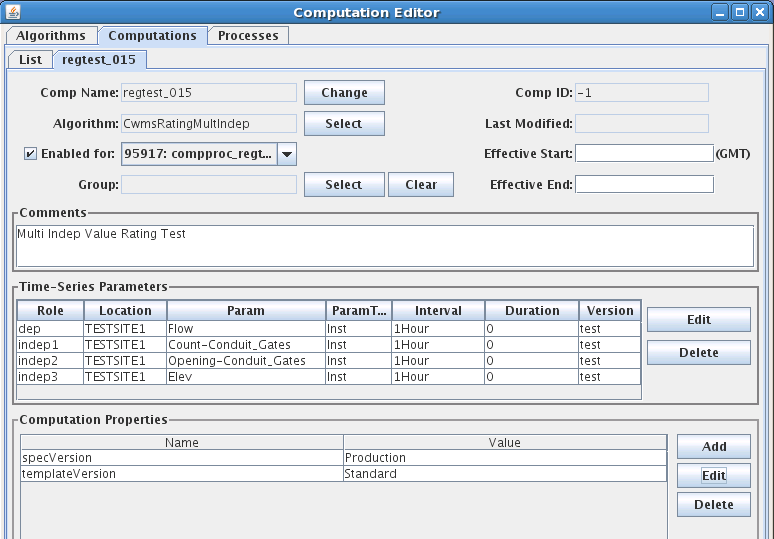 Computation Editor
Algorithms Computations Processes
List regtest_015
Comp Name: regtest_015 Change Comp ID: -1
Algorithm: CwmsRatingMultIndep Select Last Modified:
Enabled for: 95917: compproc_regt... Effective Start: (GMT)
Group: Select Clear Effective End:
Comments
Multi Indep Value Rating Test
Time-Series Parameters
Role Location Param ParamT... Interval Duration Version
dep TESTSITE1 Flow Inst 1Hour 0 test
indep1 TESTSITE1 Count-Conduit_Gates Inst 1Hour 0 test
indep2 TESTSITE1 Opening-Conduit_Gates Inst 1Hour 0 test
indep3 TESTSITE1 Elev Inst 1Hour 0 test
Edit
Delete
Computation Properties
Name Value
specVersion Production
templateVersion Standard
Add
Edit
Delete